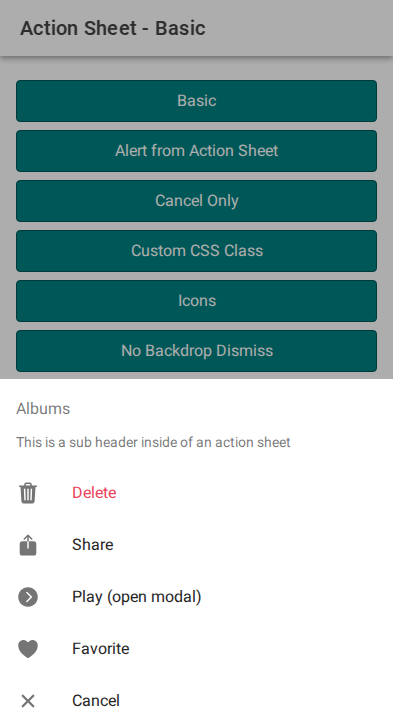 Action Sheet - Basic
Basic
Alert from Action Sheet
Cancel Only
Custom CSS Class
Icons
No Backdrop Dismiss
Albums
This is a sub header inside of an action sheet
Delete
Share
Play (open modal)
Favorite
Cancel